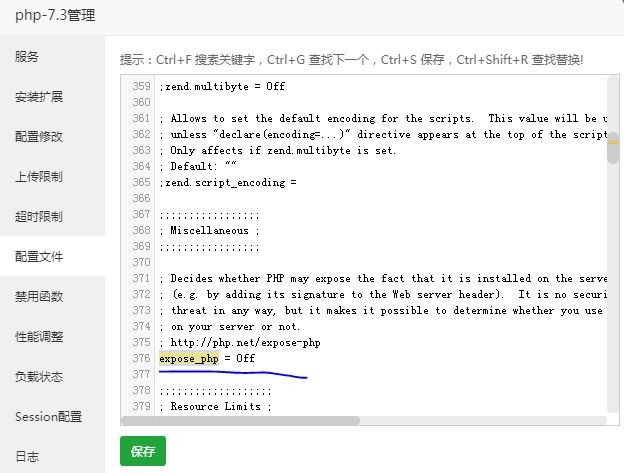 php-7.3管理
服务
安装扩展
配置修改
上传限制
超时限制
配置文件
禁用函数
性能调整
负载状态
Session配置
日志
提示：Ctrl+F 搜索关键字，Ctrl+G 查找下一个，Ctrl+S 保存，Ctrl+Shift+R 查找替换!
359 ;zend.multibyte = Off
360
361 ; Allows to set the default encoding for the scripts.  This value will be u
362 ; unless "declare(encoding=...)" directive appears at the top of the script
363 ; Only affects if zend.multibyte is set.
364 ; Default: ""
365 ;zend.script_encoding =
366
367 ;;;;;;;;;;;;;;;;;
368 ; Miscellaneous ;
369 ;;;;;;;;;;;;;;;;;
370
371 ; Decides whether PHP may expose the fact that it is installed on the serve
372 ; (e.g. by adding its signature to the Web server header).  It is no securi
373 ; threat in any way, but it makes it possible to determine whether you use
374 ; on your server or not.
375 ; http://php.net/expose-php
376 expose_php = Off
377
378 ;;;;;;;;;;;;;;;;;;;
379 ; Resource Limits ;
保存